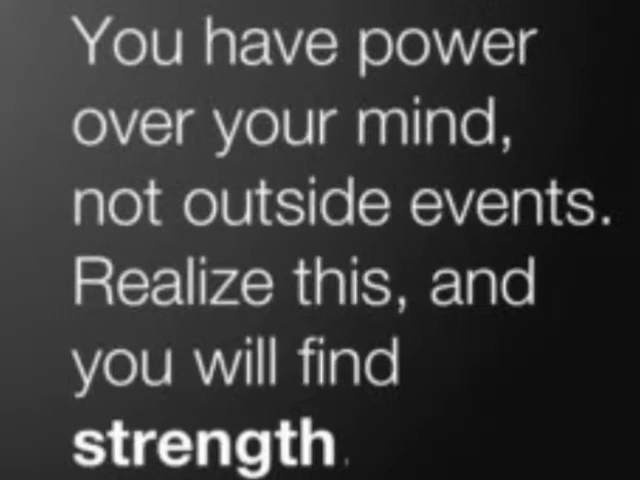 You have power
over your mind,
not outside events.
Realize this, and
you will find
strength.